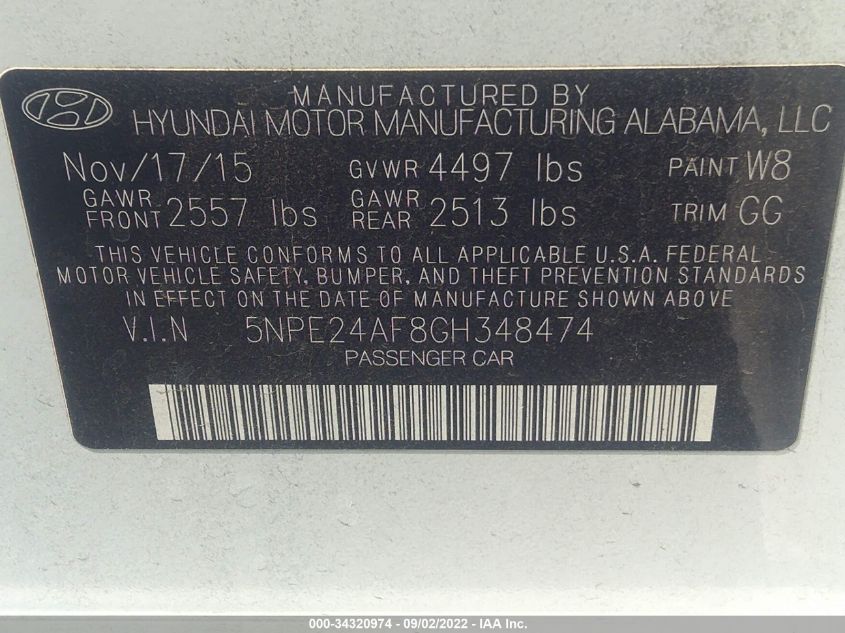 MANUFACTURED BY
HYUNDAI MOTOR MANUFACTURING ALABAMA, LLC
Nov/17/15 GVWR 4497 lbs PAINT W8
GAWR FRONT 2557 lbs GAWR REAR 2513 lbs TRIM GG
THIS VEHICLE CONFORMS TO ALL APPLICABLE U.S.A. FEDERAL
MOTOR VEHICLE SAFETY, BUMPER, AND THEFT PREVENTION STANDARDS
IN EFFECT ON THE DATE OF MANUFACTURE SHOWN ABOVE
V.I.N 5NPE24AF8GH348474
PASSENGER CAR
000-34320974 - 09/02/2022 - IAA Inc.